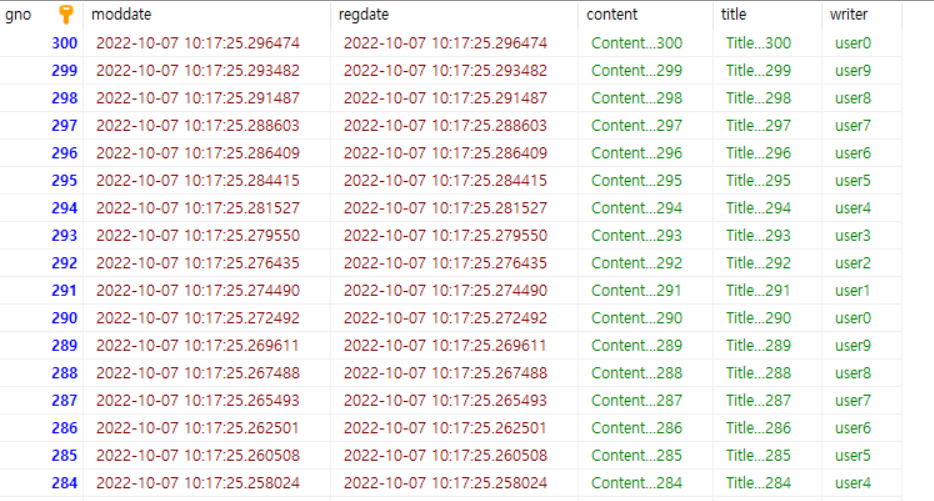 gno moddate regdate content title writer
300 2022-10-07 10:17:25.296474 2022-10-07 10:17:25.296474 Content...300 Title...300 user0
299 2022-10-07 10:17:25.293482 2022-10-07 10:17:25.293482 Content...299 Title...299 user9
298 2022-10-07 10:17:25.291487 2022-10-07 10:17:25.291487 Content...298 Title...298 user8
297 2022-10-07 10:17:25.288603 2022-10-07 10:17:25.288603 Content...297 Title...297 user7
296 2022-10-07 10:17:25.286409 2022-10-07 10:17:25.286409 Content...296 Title...296 user6
295 2022-10-07 10:17:25.284415 2022-10-07 10:17:25.284415 Content...295 Title...295 user5
294 2022-10-07 10:17:25.281527 2022-10-07 10:17:25.281527 Content...294 Title...294 user4
293 2022-10-07 10:17:25.279550 2022-10-07 10:17:25.279550 Content...293 Title...293 user3
292 2022-10-07 10:17:25.276435 2022-10-07 10:17:25.276435 Content...292 Title...292 user2
291 2022-10-07 10:17:25.274490 2022-10-07 10:17:25.274490 Content...291 Title...291 user1
290 2022-10-07 10:17:25.272492 2022-10-07 10:17:25.272492 Content...290 Title...290 user0
289 2022-10-07 10:17:25.269611 2022-10-07 10:17:25.269611 Content...289 Title...289 user9
288 2022-10-07 10:17:25.267488 2022-10-07 10:17:25.267488 Content...288 Title...288 user8
287 2022-10-07 10:17:25.265493 2022-10-07 10:17:25.265493 Content...287 Title...287 user7
286 2022-10-07 10:17:25.262501 2022-10-07 10:17:25.262501 Content...286 Title...286 user6
285 2022-10-07 10:17:25.260508 2022-10-07 10:17:25.260508 Content...285 Title...285 user5
284 2022-10-07 10:17:25.258024 2022-10-07 10:17:25.258024 Content...284 Title...284 user4